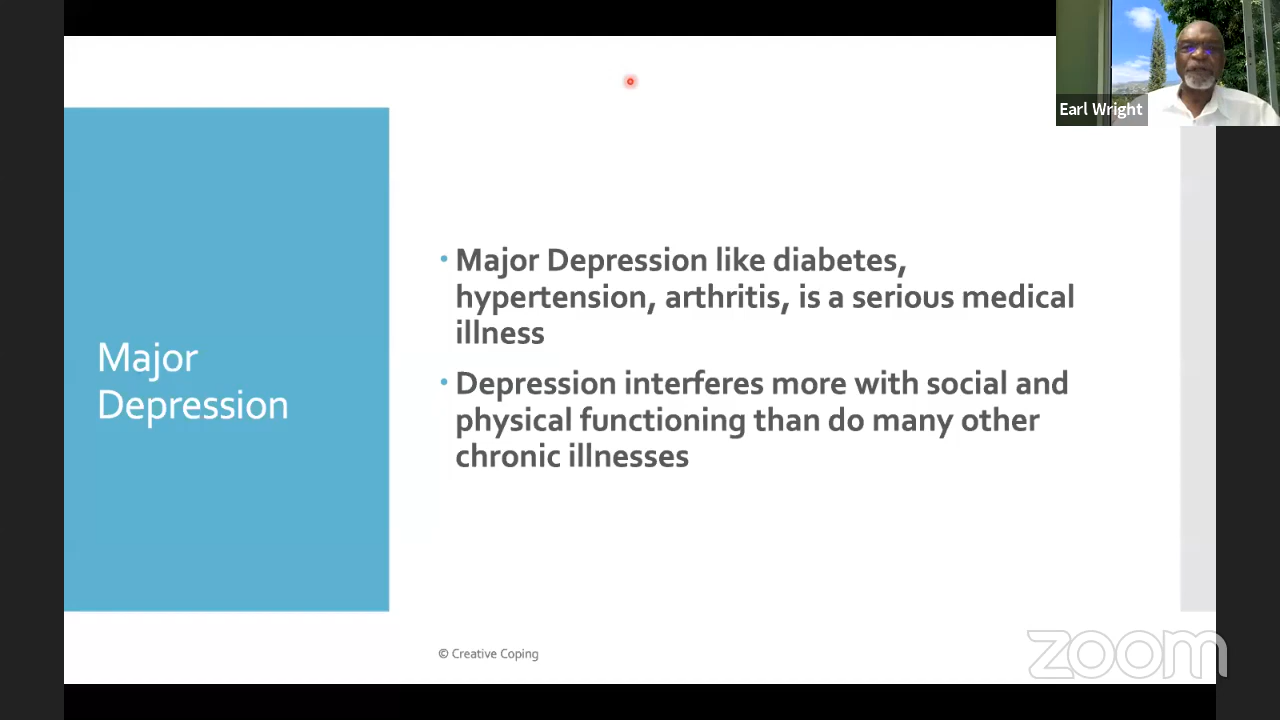 Earl Wright
Major
Depression
• Major Depression like diabetes,
hypertension, arthritis, is a serious medical
illness
• Depression interferes more with social and
physical functioning than do many other
chronic illnesses
© Creative Coping
zoom